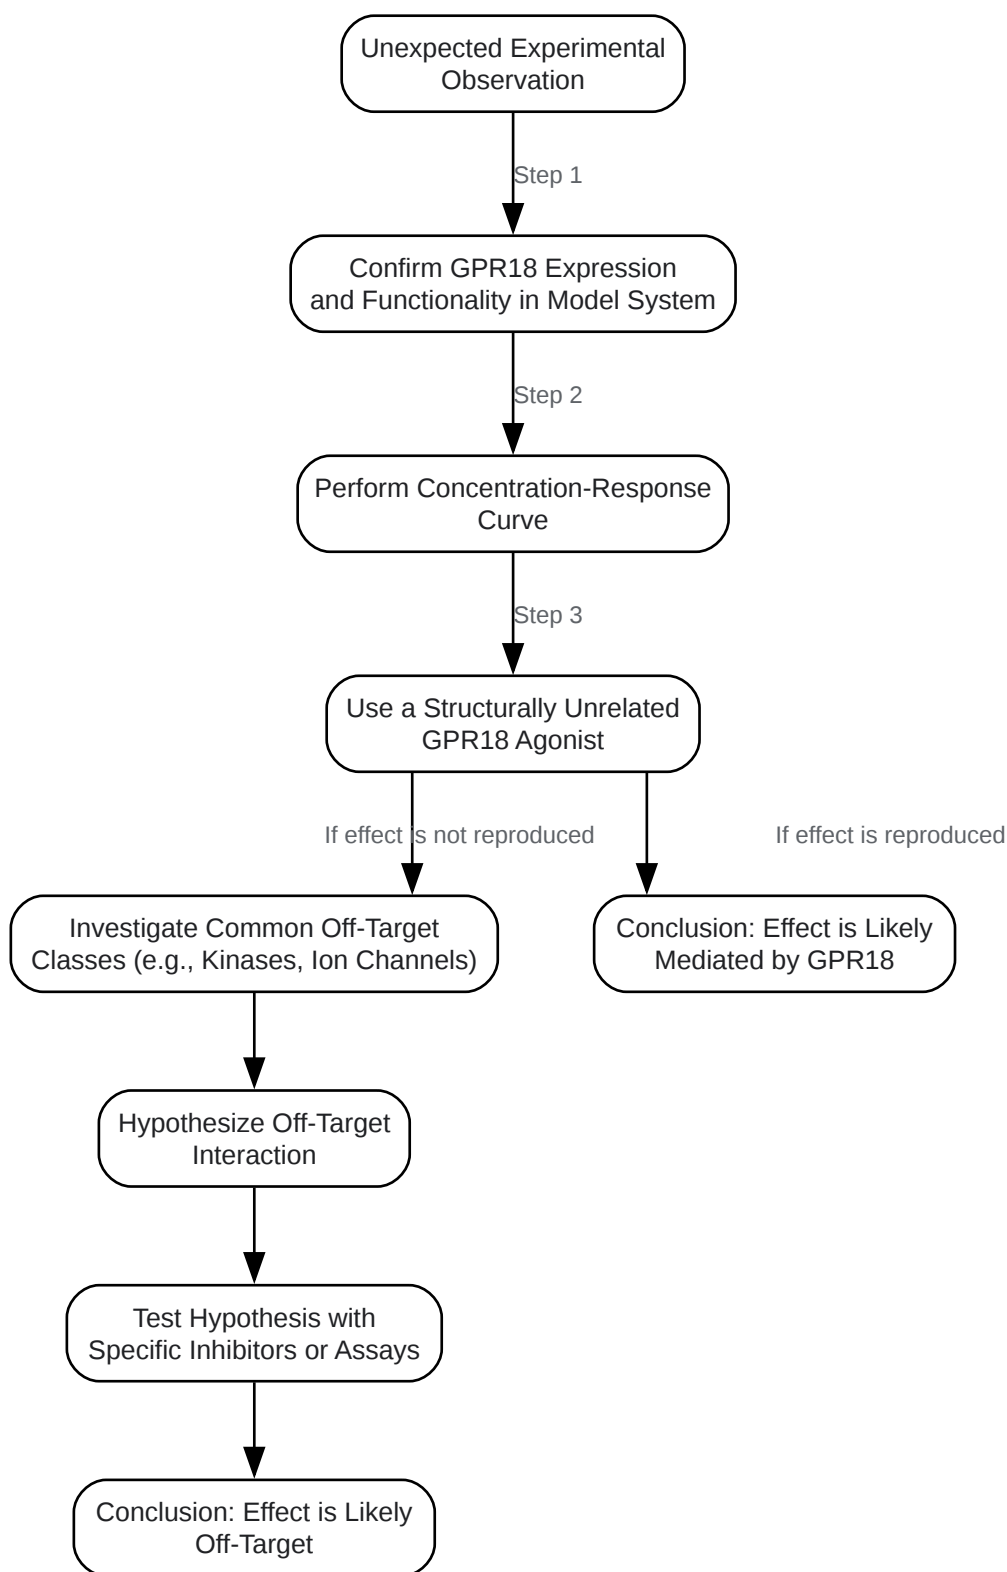 Unexpected Experimental
Observation
Step 1
Confirm GPR18 Expression
and Functionality in Model System
Step 2
Perform Concentration-Response
Curve
Step 3
Use a Structurally Unrelated
GPR18 Agonist
If effect is not reproduced
If effect is reproduced
Investigate Common Off-Target
Classes (e.g., Kinases, Ion Channels)
Conclusion: Effect is Likely
Mediated by GPR18
Hypothesize Off-Target
Interaction
Test Hypothesis with
Specific Inhibitors or Assays
Conclusion: Effect is Likely
Off-Target